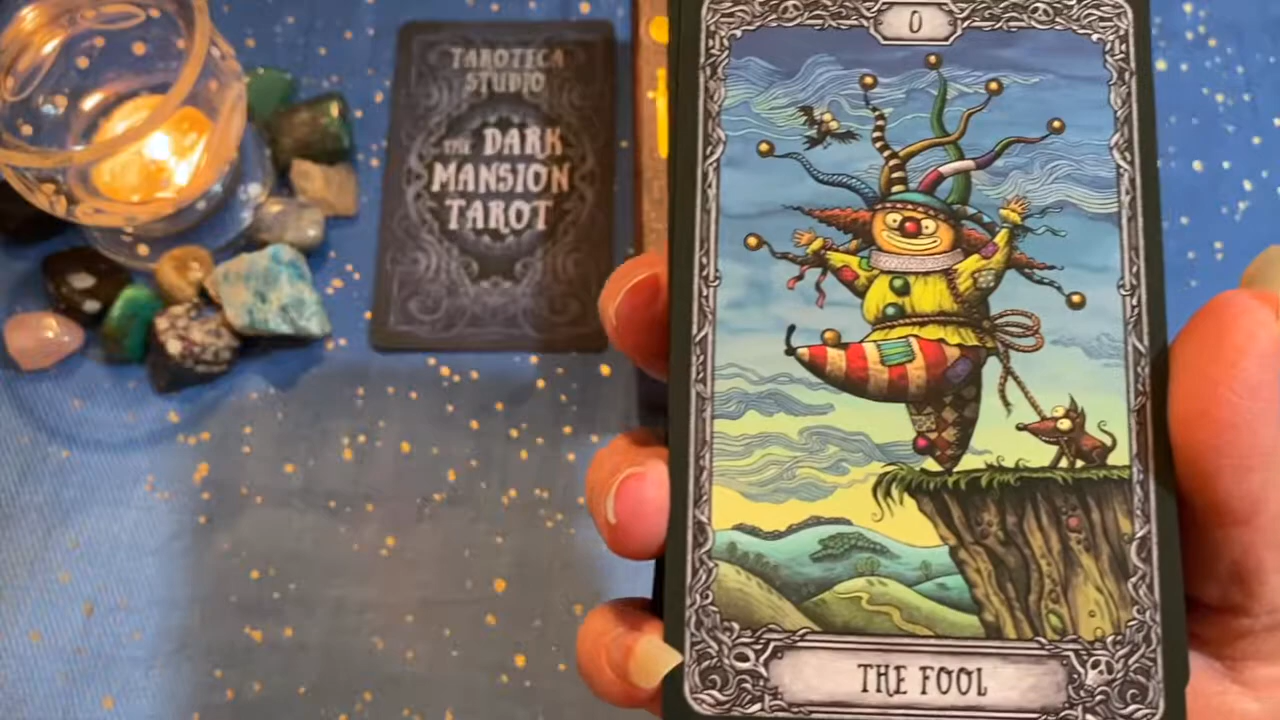 TAROTECA
STUDIO
THE DARK
MANSION
TAROT
0
THE FOOL